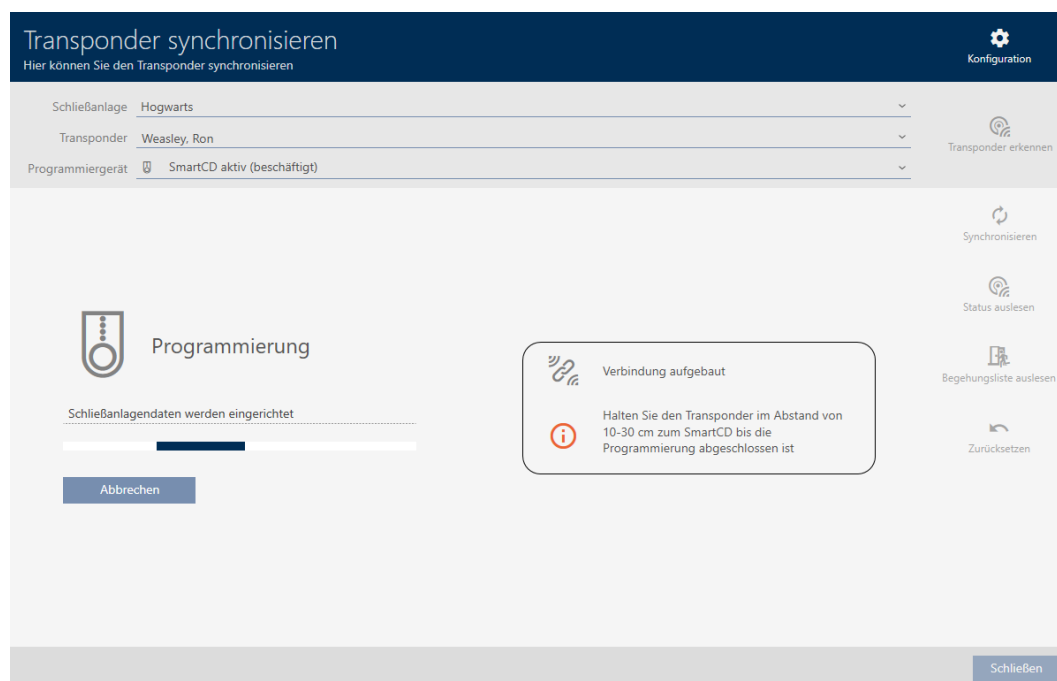 Transponder synchronisieren
Hier können Sie den Transponder synchronisieren
Konfiguration
Schließanlage Hogwarts
Transponder Weasley, Ron
Programmiergerät SmartCD aktiv (beschäftigt)
Transponder erkennen
Synchronisieren
Status auslesen
Begehungsliste auslesen
Zurücksetzen
Programmierung
Schließanlagendaten werden eingerichtet
Abbrechen
Verbindung aufgebaut
Halten Sie den Transponder im Abstand von
10-30 cm zum SmartCD bis die
Programmierung abgeschlossen ist
Schließen